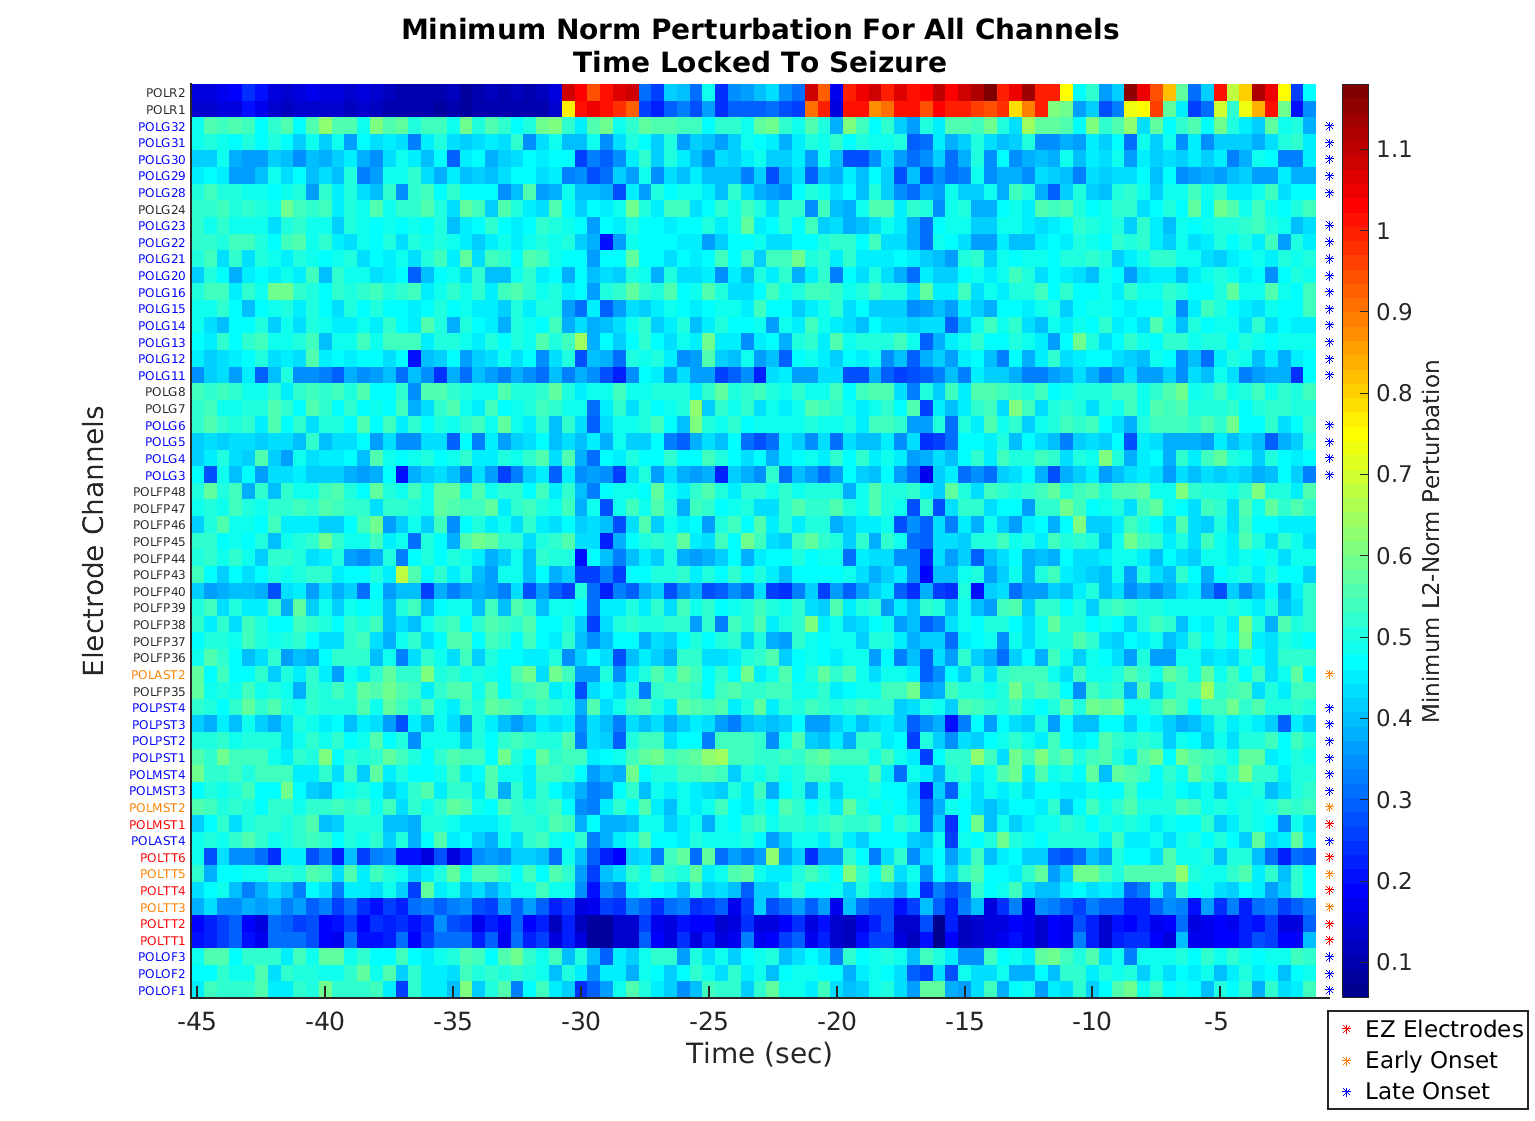 Minimum Norm Perturbation For All Channels
Time Locked To Seizure
Electrode Channels
POLR2
POLR1
POLG32
POLG31
POLG30
POLG29
POLG28
POLG24
POLG23
POLG22
POLG21
POLG20
POLG16
POLG15
POLG14
POLG13
POLG12
POLG11
POLG8
POLG7
POLG6
POLG5
POLG4
POLG3
POLFP48
POLFP47
POLFP46
POLFP45
POLFP44
POLFP43
POLFP40
POLFP39
POLFP38
POLFP37
POLFP36
POLAST2
POLFP35
POLPST4
POLPST3
POLPST2
POLPST1
POLMST4
POLMST3
POLMST2
POLMST1
POLAST4
POLTT6
POLTT5
POLTT4
POLTT3
POLTT2
POLTT1
POLOF3
POLOF2
POLOF1
-45 -40 -35 -30 -25 -20 -15 -10 -5
Time (sec)
1.1
1
0.9
0.8
0.7
0.6
0.5
0.4
0.3
0.2
0.1
Minimum L2-Norm Perturbation
EZ Electrodes
Early Onset
Late Onset